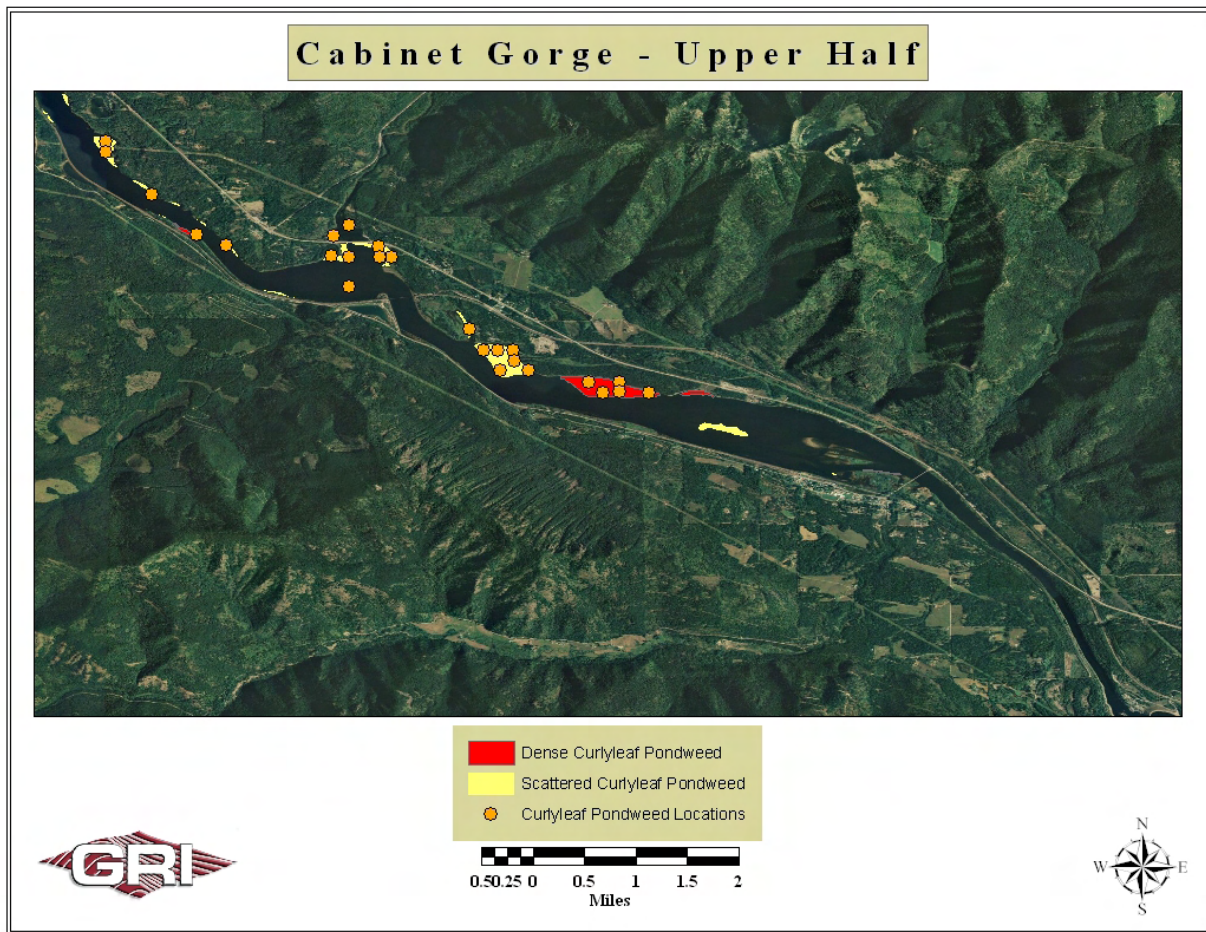 Cabinet Gorge - Upper Half
Dense Curlyleaf Pondweed
Scattered Curlyleaf Pondweed
Curlyleaf Pondweed Locations
GRI
0.50.25 0 0.5 1 1.5 2
Miles
N
W E
S